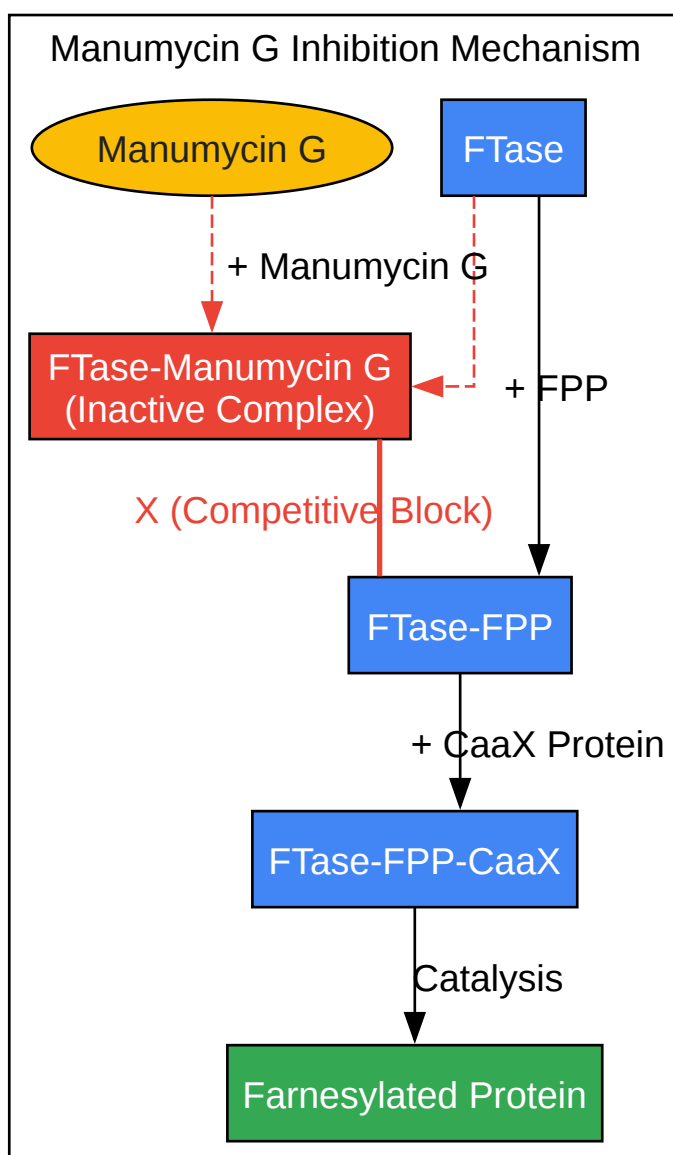 Manumycin G Inhibition Mechanism
Manumycin G
FTase
+ Manumycin G
FTase-Manumycin G
(Inactive Complex)
+ FPP
X (Competitive Block)
FTase-FPP
+ CaaX Protein
FTase-FPP-CaaX
Catalysis
Farnesylated Protein